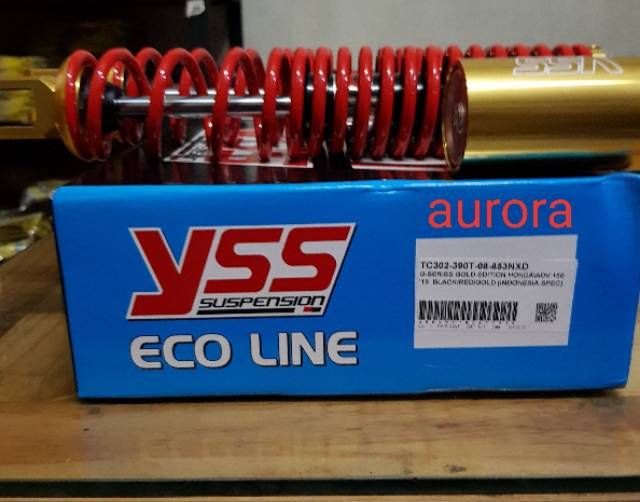 YSS
aurora
YSS
SUSPENSION
ECO LINE
TC302-390T-08-853NXD
G-SERIES GOLD EDITION HONDA/ADV 150
'19 BLACK/RED/GOLD (INDONESIA SPEC)